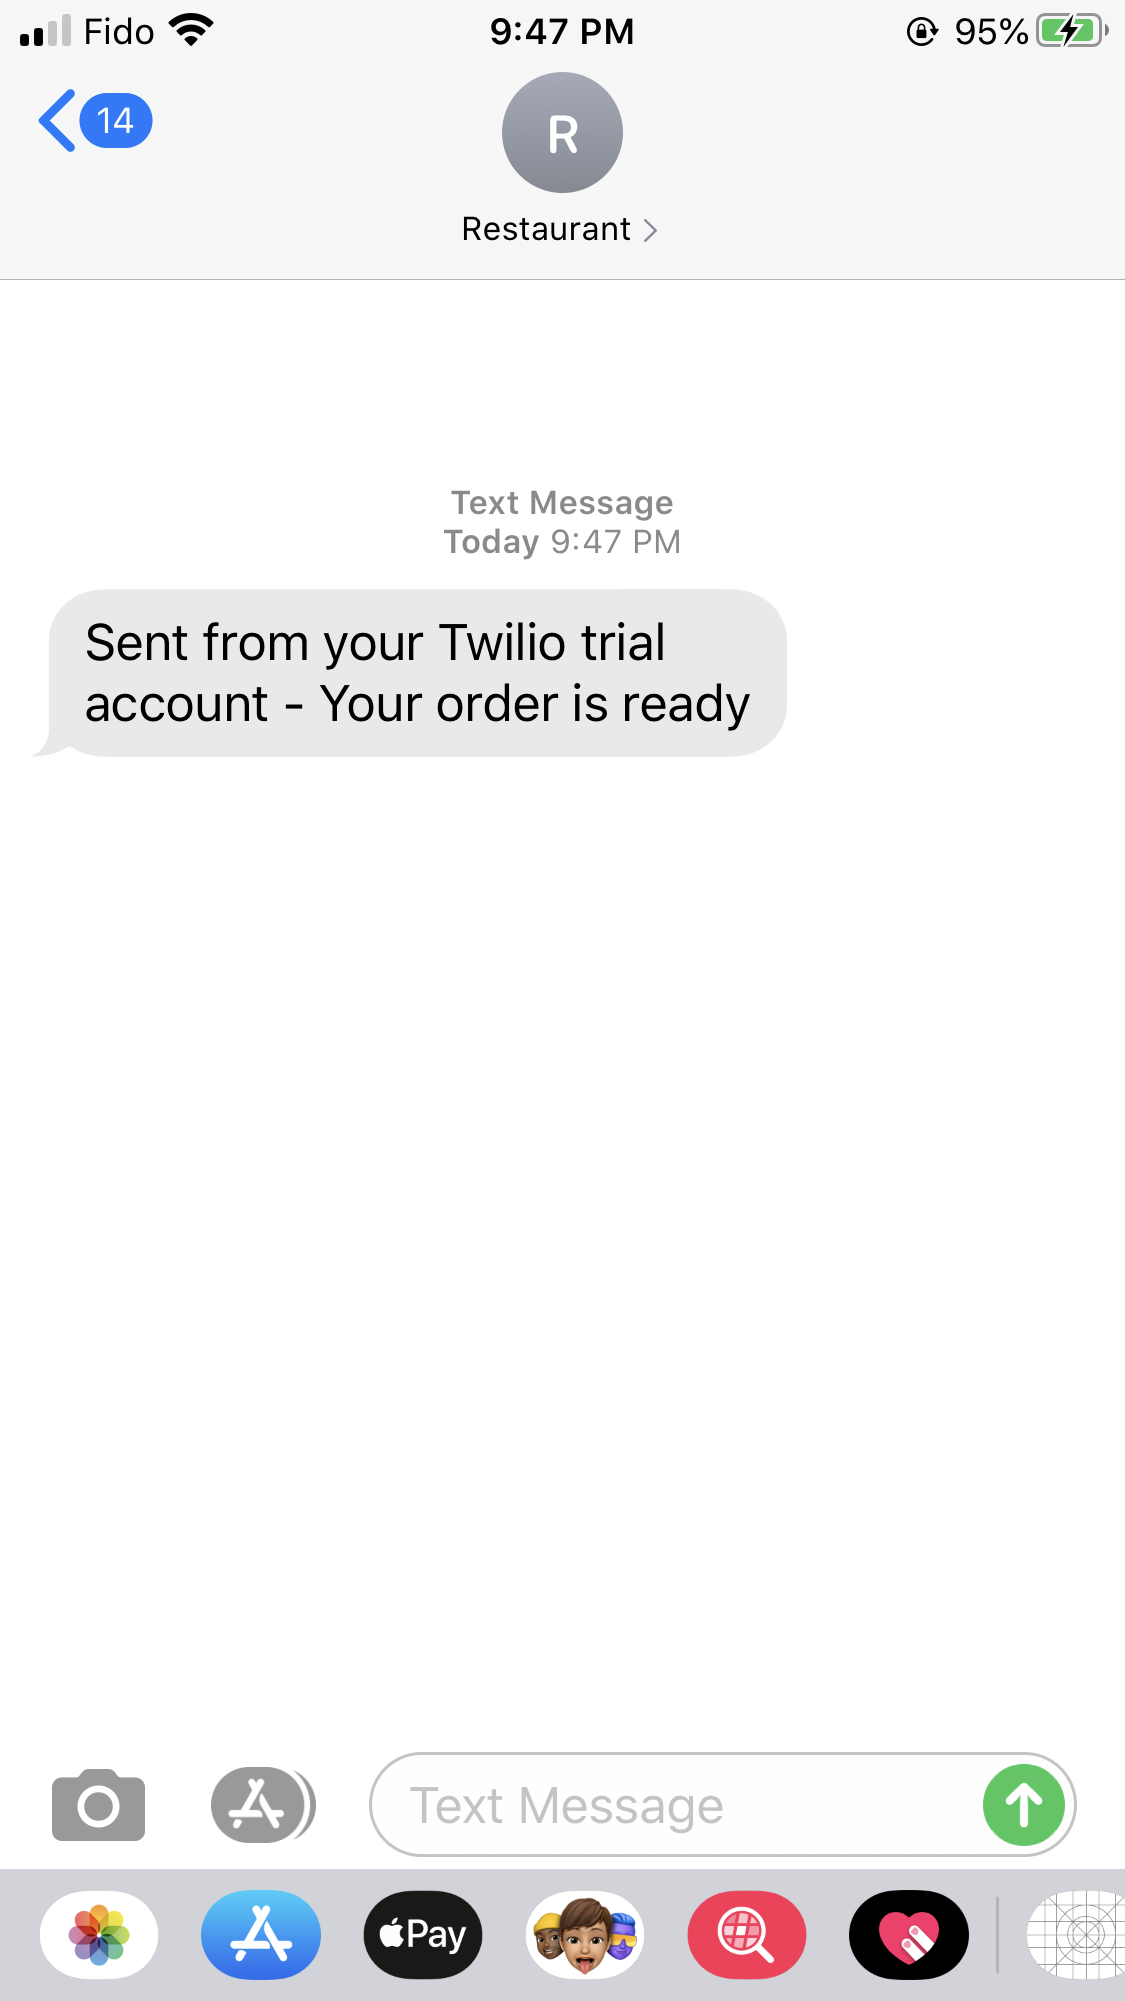 Fido 9:47 PM 95%
14
R
Restaurant
Text Message
Today 9:47 PM
Sent from your Twilio trial
account - Your order is ready
Text Message
Pay